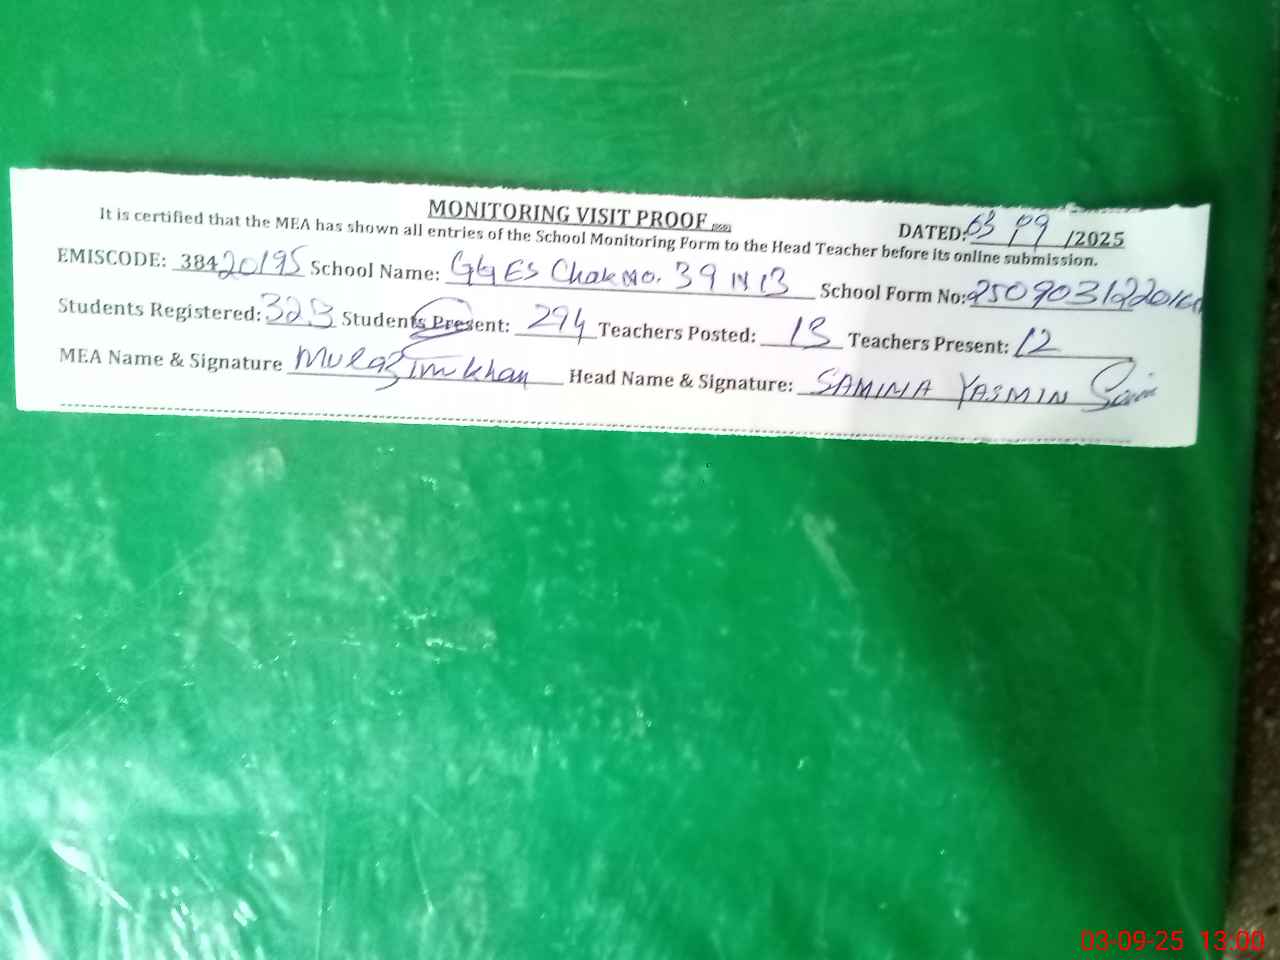 MONITORING VISIT PROOF
DATED: 03 09 /2025
It is certified that the MEA has shown all entries of the School Monitoring Form to the Head Teacher before its online submission.
EMISCODE: 38420195 School Name: GGES Chak No. 39 NB School Form No:
Students Registered: 323 Students Present: 294 Teachers Posted: 13 Teachers Present: 12
MEA Name & Signature Mulazim Khan Head Name & Signature: SAMINA YASMIN
03-09-25 13:00